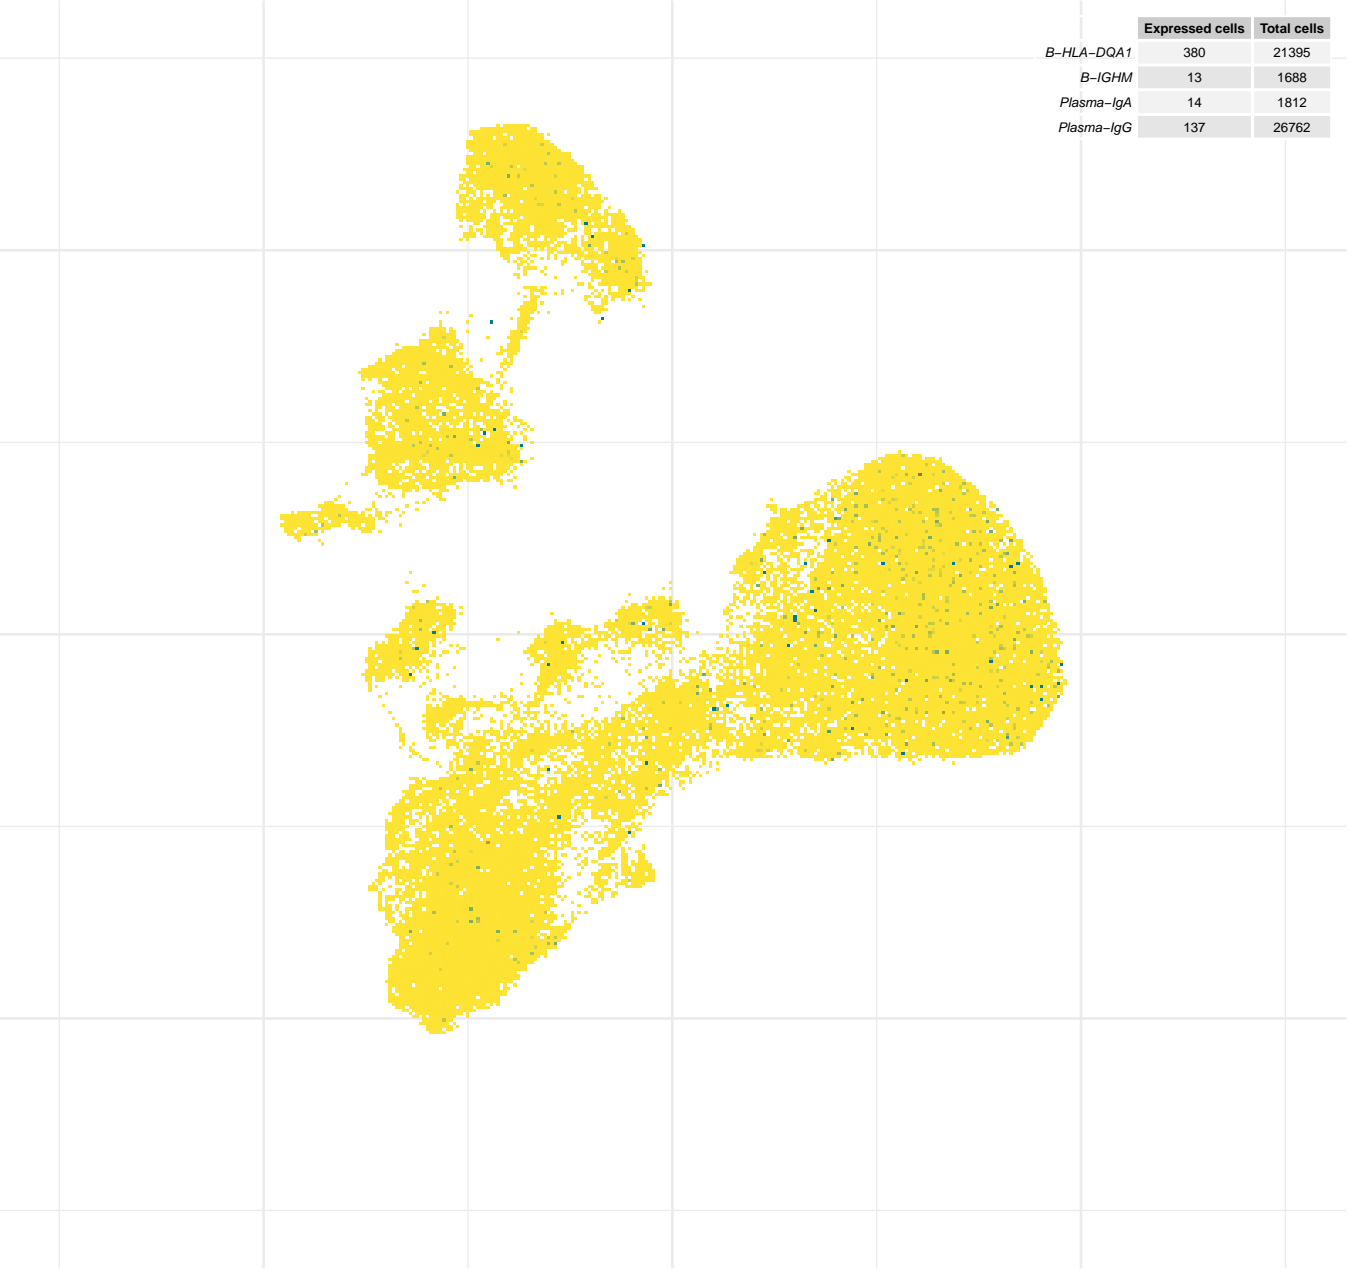 Expressed cells Total cells
B−HLA−DQA1 380 21395
B−IGHM 13 1688
Plasma−IgA 14 1812
Plasma−IgG 137 26762